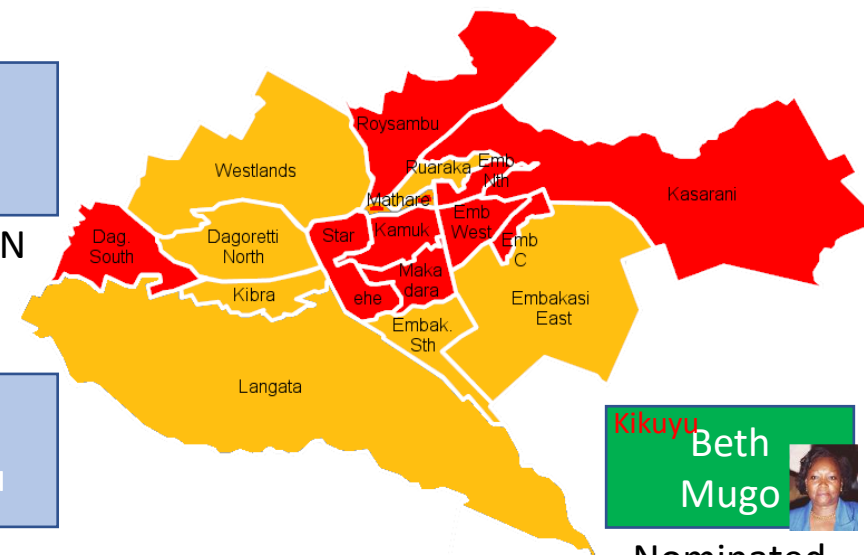 Roysambu
Westlands
Ruaraka
Emb
Nth
Kasarani
Mathare
Dag.
South
Dagoretti
North
Star
Kamuk
Emb
West
Emb
C
N
Maka
dara
Kibra
ehe
Embakasi
East
Embak.
Sth
Langata
Kikuyu
Beth
Mugo
Nominated